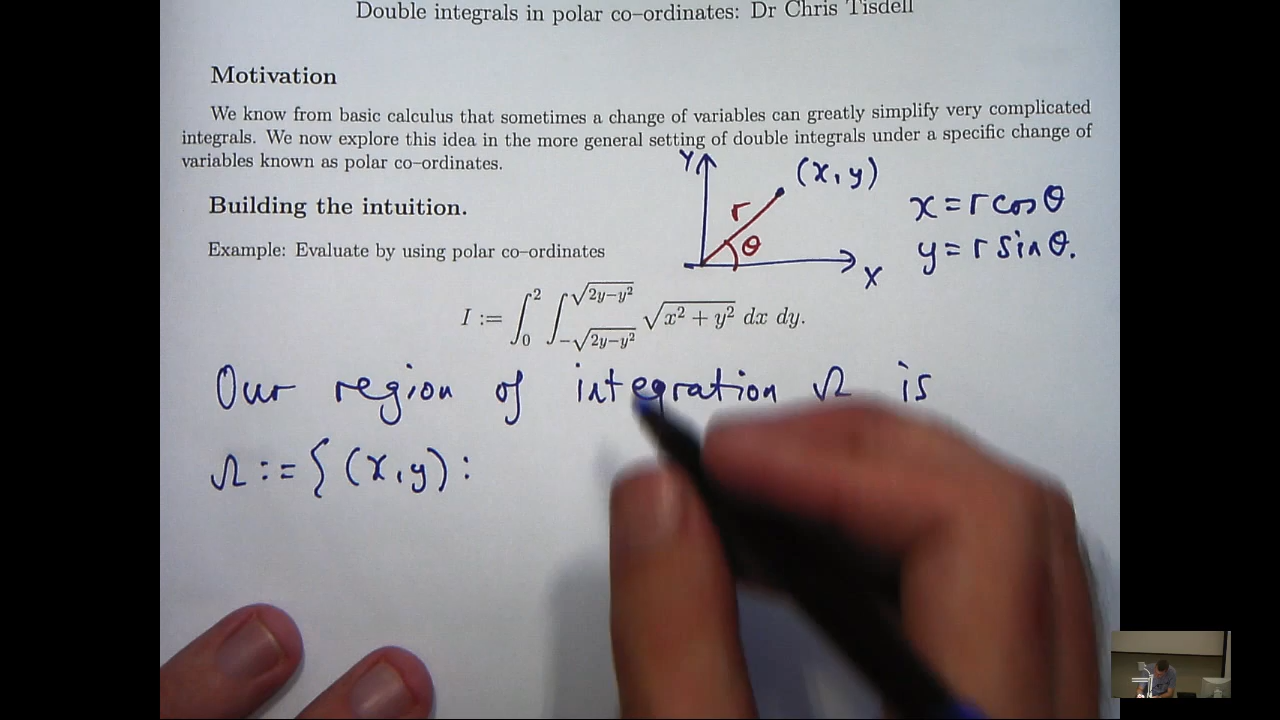 Double integrals in polar co–ordinates: Dr Chris Tisdell
Motivation
We know from basic calculus that sometimes a change of variables can greatly simplify very complicated
integrals. We now explore this idea in the more general setting of double integrals under a specific change of
variables known as polar co–ordinates.
Y
(x, y)
r
θ
X
x = r cos θ
y = r sin θ.
Building the intuition.
Example: Evaluate by using polar co–ordinates
I := ∫_0^2 ∫_{-√(2y−y²)}^{√(2y−y²)} √(x² + y²) dx dy.
Our region of integration Ω is
Ω := { (x, y) :